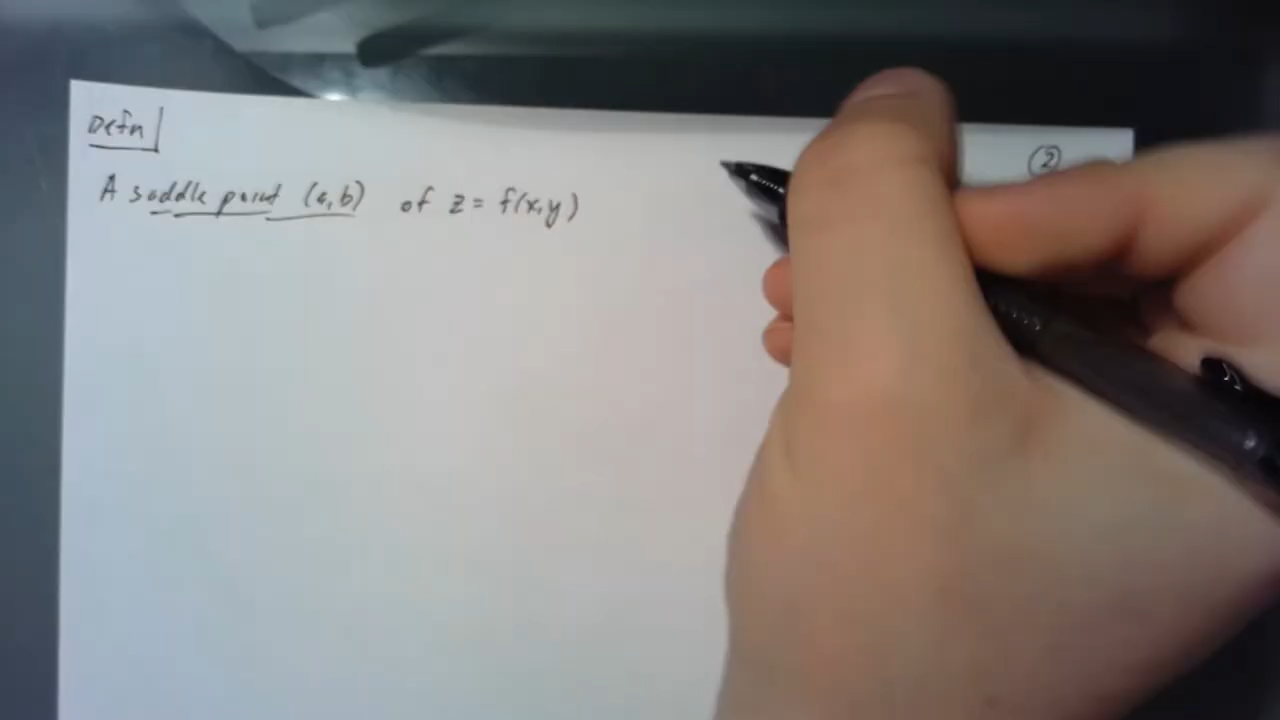 Defn
②
A saddle point (a,b) of z = f(x,y)